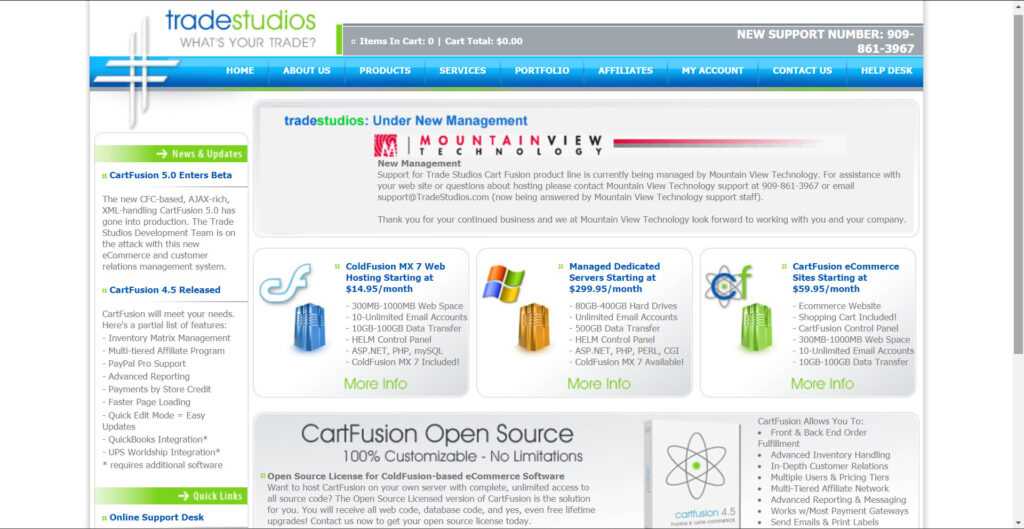 tradestudios
WHAT'S YOUR TRADE?
Items In Cart: 0 | Cart Total: $0.00
NEW SUPPORT NUMBER: 909-
861-3967
HOME
ABOUT US
PRODUCTS
SERVICES
PORTFOLIO
AFFILIATES
MY ACCOUNT
CONTACT US
HELP DESK
News & Updates
CartFusion 5.0 Enters Beta
The new CFC-based, AJAX-rich,
XML-handling CartFusion 5.0 has
gone into production. The Trade
Studios Development Team is on
the attack with this new
eCommerce and customer
relations management system.
CartFusion 4.5 Released
CartFusion will meet your needs.
Here's a partial list of features:
- Inventory Matrix Management
- Multi-tiered Affiliate Program
- PayPal Pro Support
- Advanced Reporting
- Payments by Store Credit
- Faster Page Loading
- Quick Edit Mode = Easy
Updates
- QuickBooks Integration*
- UPS Worldship Integration*
* requires additional software
Quick Links
Online Support Desk
tradestudios: Under New Management
MOUNTAINVIEW
TECHNOLOGY
New Management
Support for Trade Studios Cart Fusion product line is currently being managed by Mountain View Technology. For assistance with
your web site or questions about hosting please contact Mountain View Technology support at 909-861-3967 or email
support@TradeStudios.com (now being answered by Mountain View Technology support staff).
Thank you for your continued business and we at Mountain View Technology look forward to working with you and your company.
ColdFusion MX 7 Web
Hosting Starting at
$14.95/month
- 300MB-1000MB Web Space
- 10-Unlimited Email Accounts
- 10GB-100GB Data Transfer
- HELM Control Panel
- ASP.NET, PHP, mySQL
- ColdFusion MX 7 Included!
More Info
Managed Dedicated
Servers Starting at
$299.95/month
- 80GB-400GB Hard Drives
- Unlimited Email Accounts
- 500GB Data Transfer
- HELM Control Panel
- ASP.NET, PHP, PERL, CGI
- ColdFusion MX 7 Available!
More Info
Cf
CartFusion eCommerce
Sites Starting at
$59.95/month
- Ecommerce Website
- Shopping Cart Included!
- CartFusion Control Panel
- 300MB-1000MB Web Space
- 10-Unlimited Email Accounts
- 10GB-100GB Data Transfer
More Info
CartFusion Open Source
100% Customizable - No Limitations
Open Source License for ColdFusion-based eCommerce Software
Want to host CartFusion on your own server with complete, unlimited access to
all source code? The Open Source Licensed version of CartFusion is the solution
for you. You will receive all web code, database code, and yes, even free lifetime
upgrades! Contact us now to get your open source license today.
cartfusion 4.5
CartFusion Allows You To:
• Front & Back End Order
Fulfillment
• Advanced Inventory Handling
• In-Depth Customer Relations
• Multiple Users & Pricing Tiers
• Multi-Tiered Affiliate Network
• Advanced Reporting & Messaging
• Works w/Most Payment Gateways
• Send Emails & Print Labels